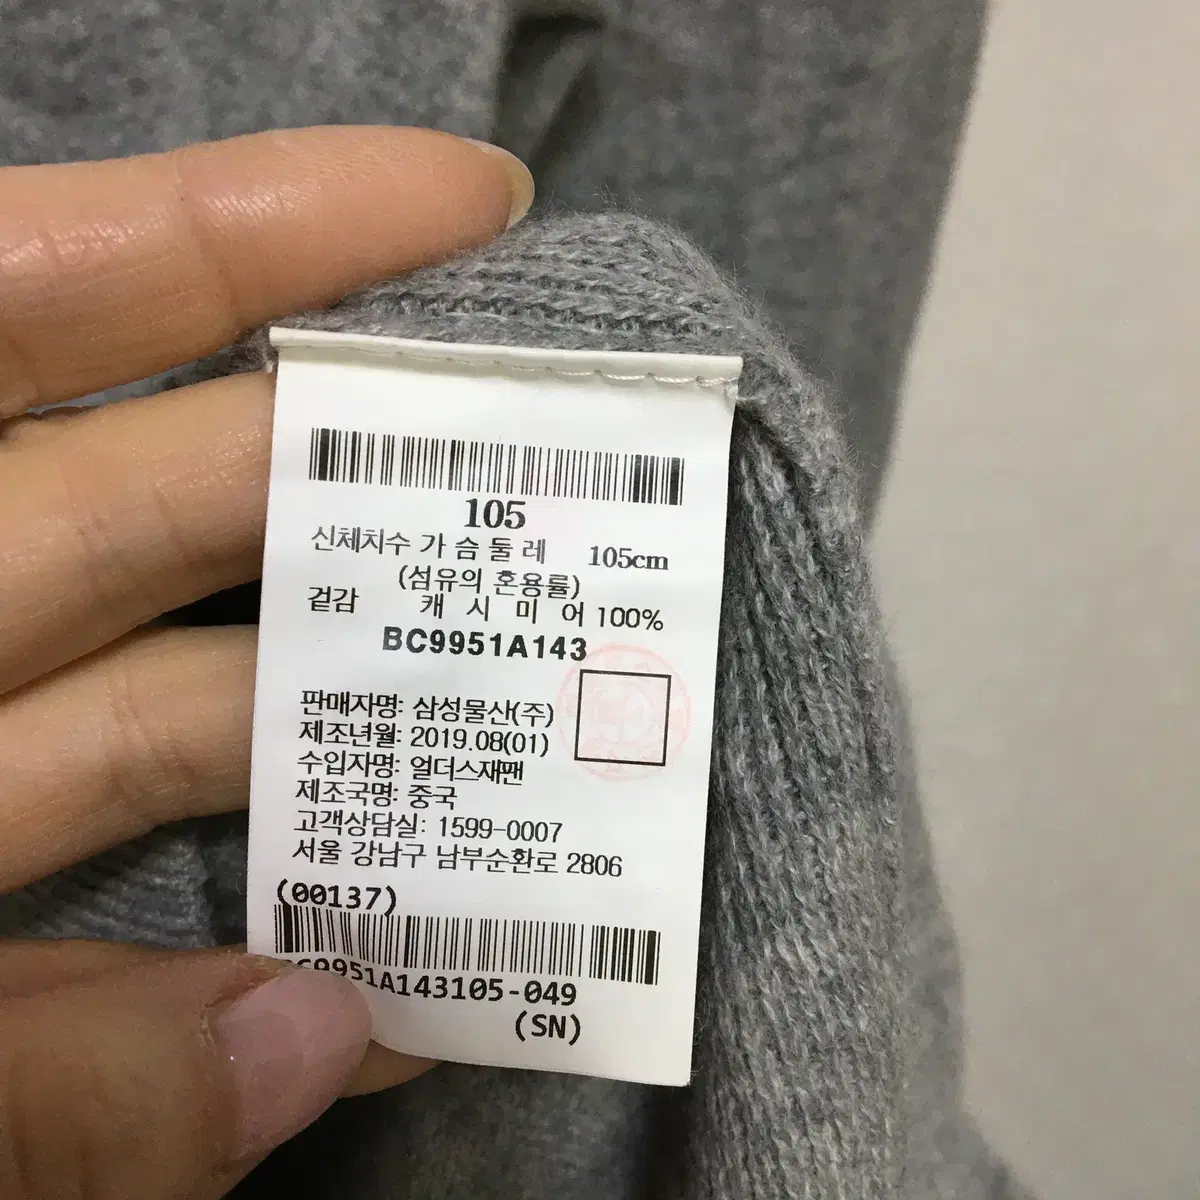 105
신체치수 가 슴 둘 레 105cm
(섬유의 혼용률)
겉감 캐 시 미 어 100%
BC9951A143
판매자명: 삼성물산(주)
제조년월: 2019.08(01)
수입자명: 얼더스재팬
제조국명: 중국
고객상담실: 1599-0007
서울 강남구 남부순환로 2806
(00137)
C9951A143105-049
(SN)